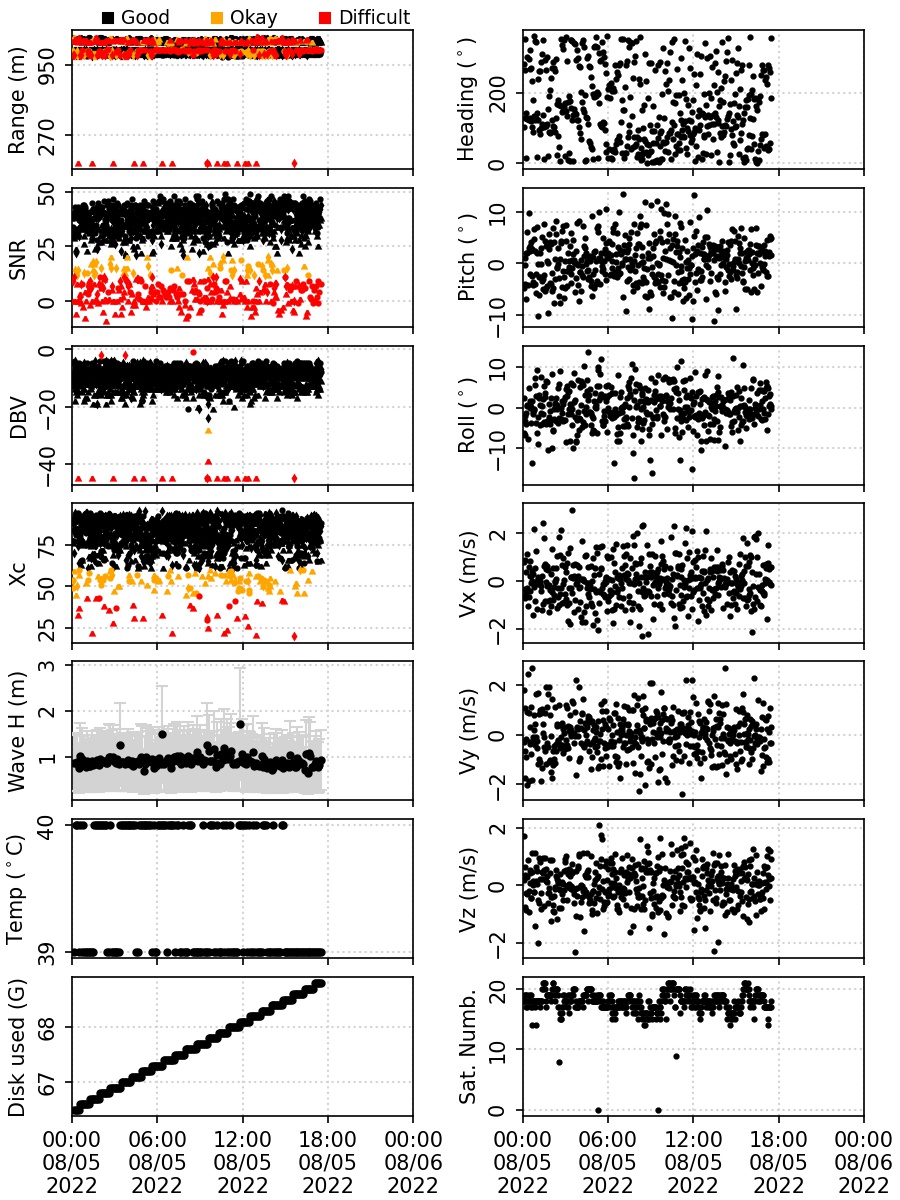 Good Okay Difficult
Range (m)
950
270
Heading (°)
200
0
SNR
50
25
0
Pitch (°)
10
0
−10
DBV
0
−20
−40
Roll (°)
10
0
−10
Xc
75
50
25
Vx (m/s)
2
0
−2
Wave H (m)
3
2
1
Vy (m/s)
2
0
−2
Temp (°C)
40
39
Vz (m/s)
2
0
−2
Disk used (G)
68
67
Sat. Numb.
20
10
0
00:00 06:00 12:00 18:00 00:00
08/05 08/05 08/05 08/05 08/06
2022 2022 2022 2022 2022
00:00 06:00 12:00 18:00 00:00
08/05 08/05 08/05 08/05 08/06
2022 2022 2022 2022 2022